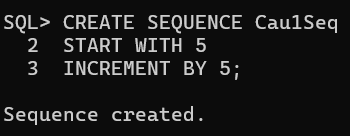 SQL> CREATE SEQUENCE Cau1Seq
  2  START WITH 5
  3  INCREMENT BY 5;
Sequence created.